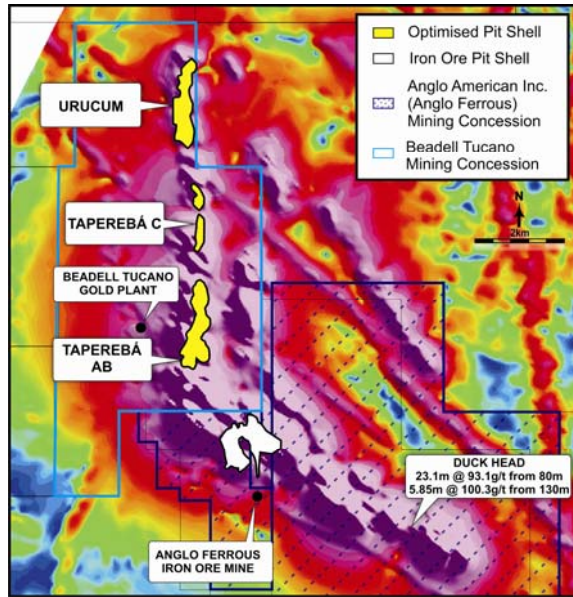 Optimised Pit Shell
Iron Ore Pit Shell
Anglo American Inc.
(Anglo Ferrous)
Mining Concession
Beadell Tucano
Mining Concession
N
2km
URUCUM
TAPEREBÁ C
BEADELL TUCANO
GOLD PLANT
TAPEREBÁ
AB
DUCK HEAD
23.1m @ 93.1g/t from 80m
5.85m @ 100.3g/t from 130m
ANGLO FERROUS
IRON ORE MINE